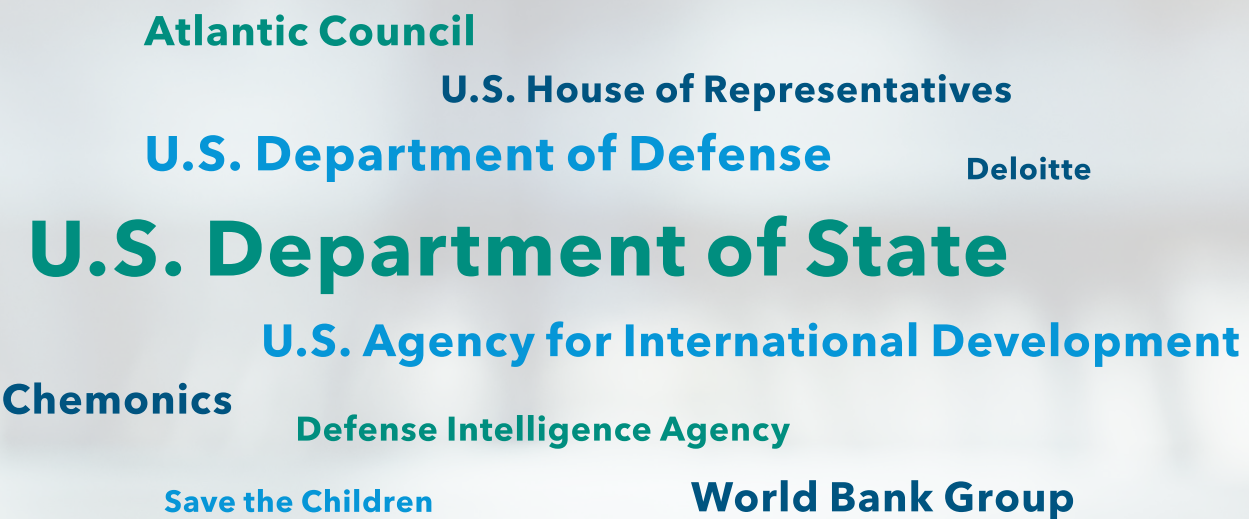 Atlantic Council
U.S. House of Representatives
U.S. Department of Defense
Deloitte
U.S. Department of State
U.S. Agency for International Development
Chemonics
Defense Intelligence Agency
Save the Children
World Bank Group